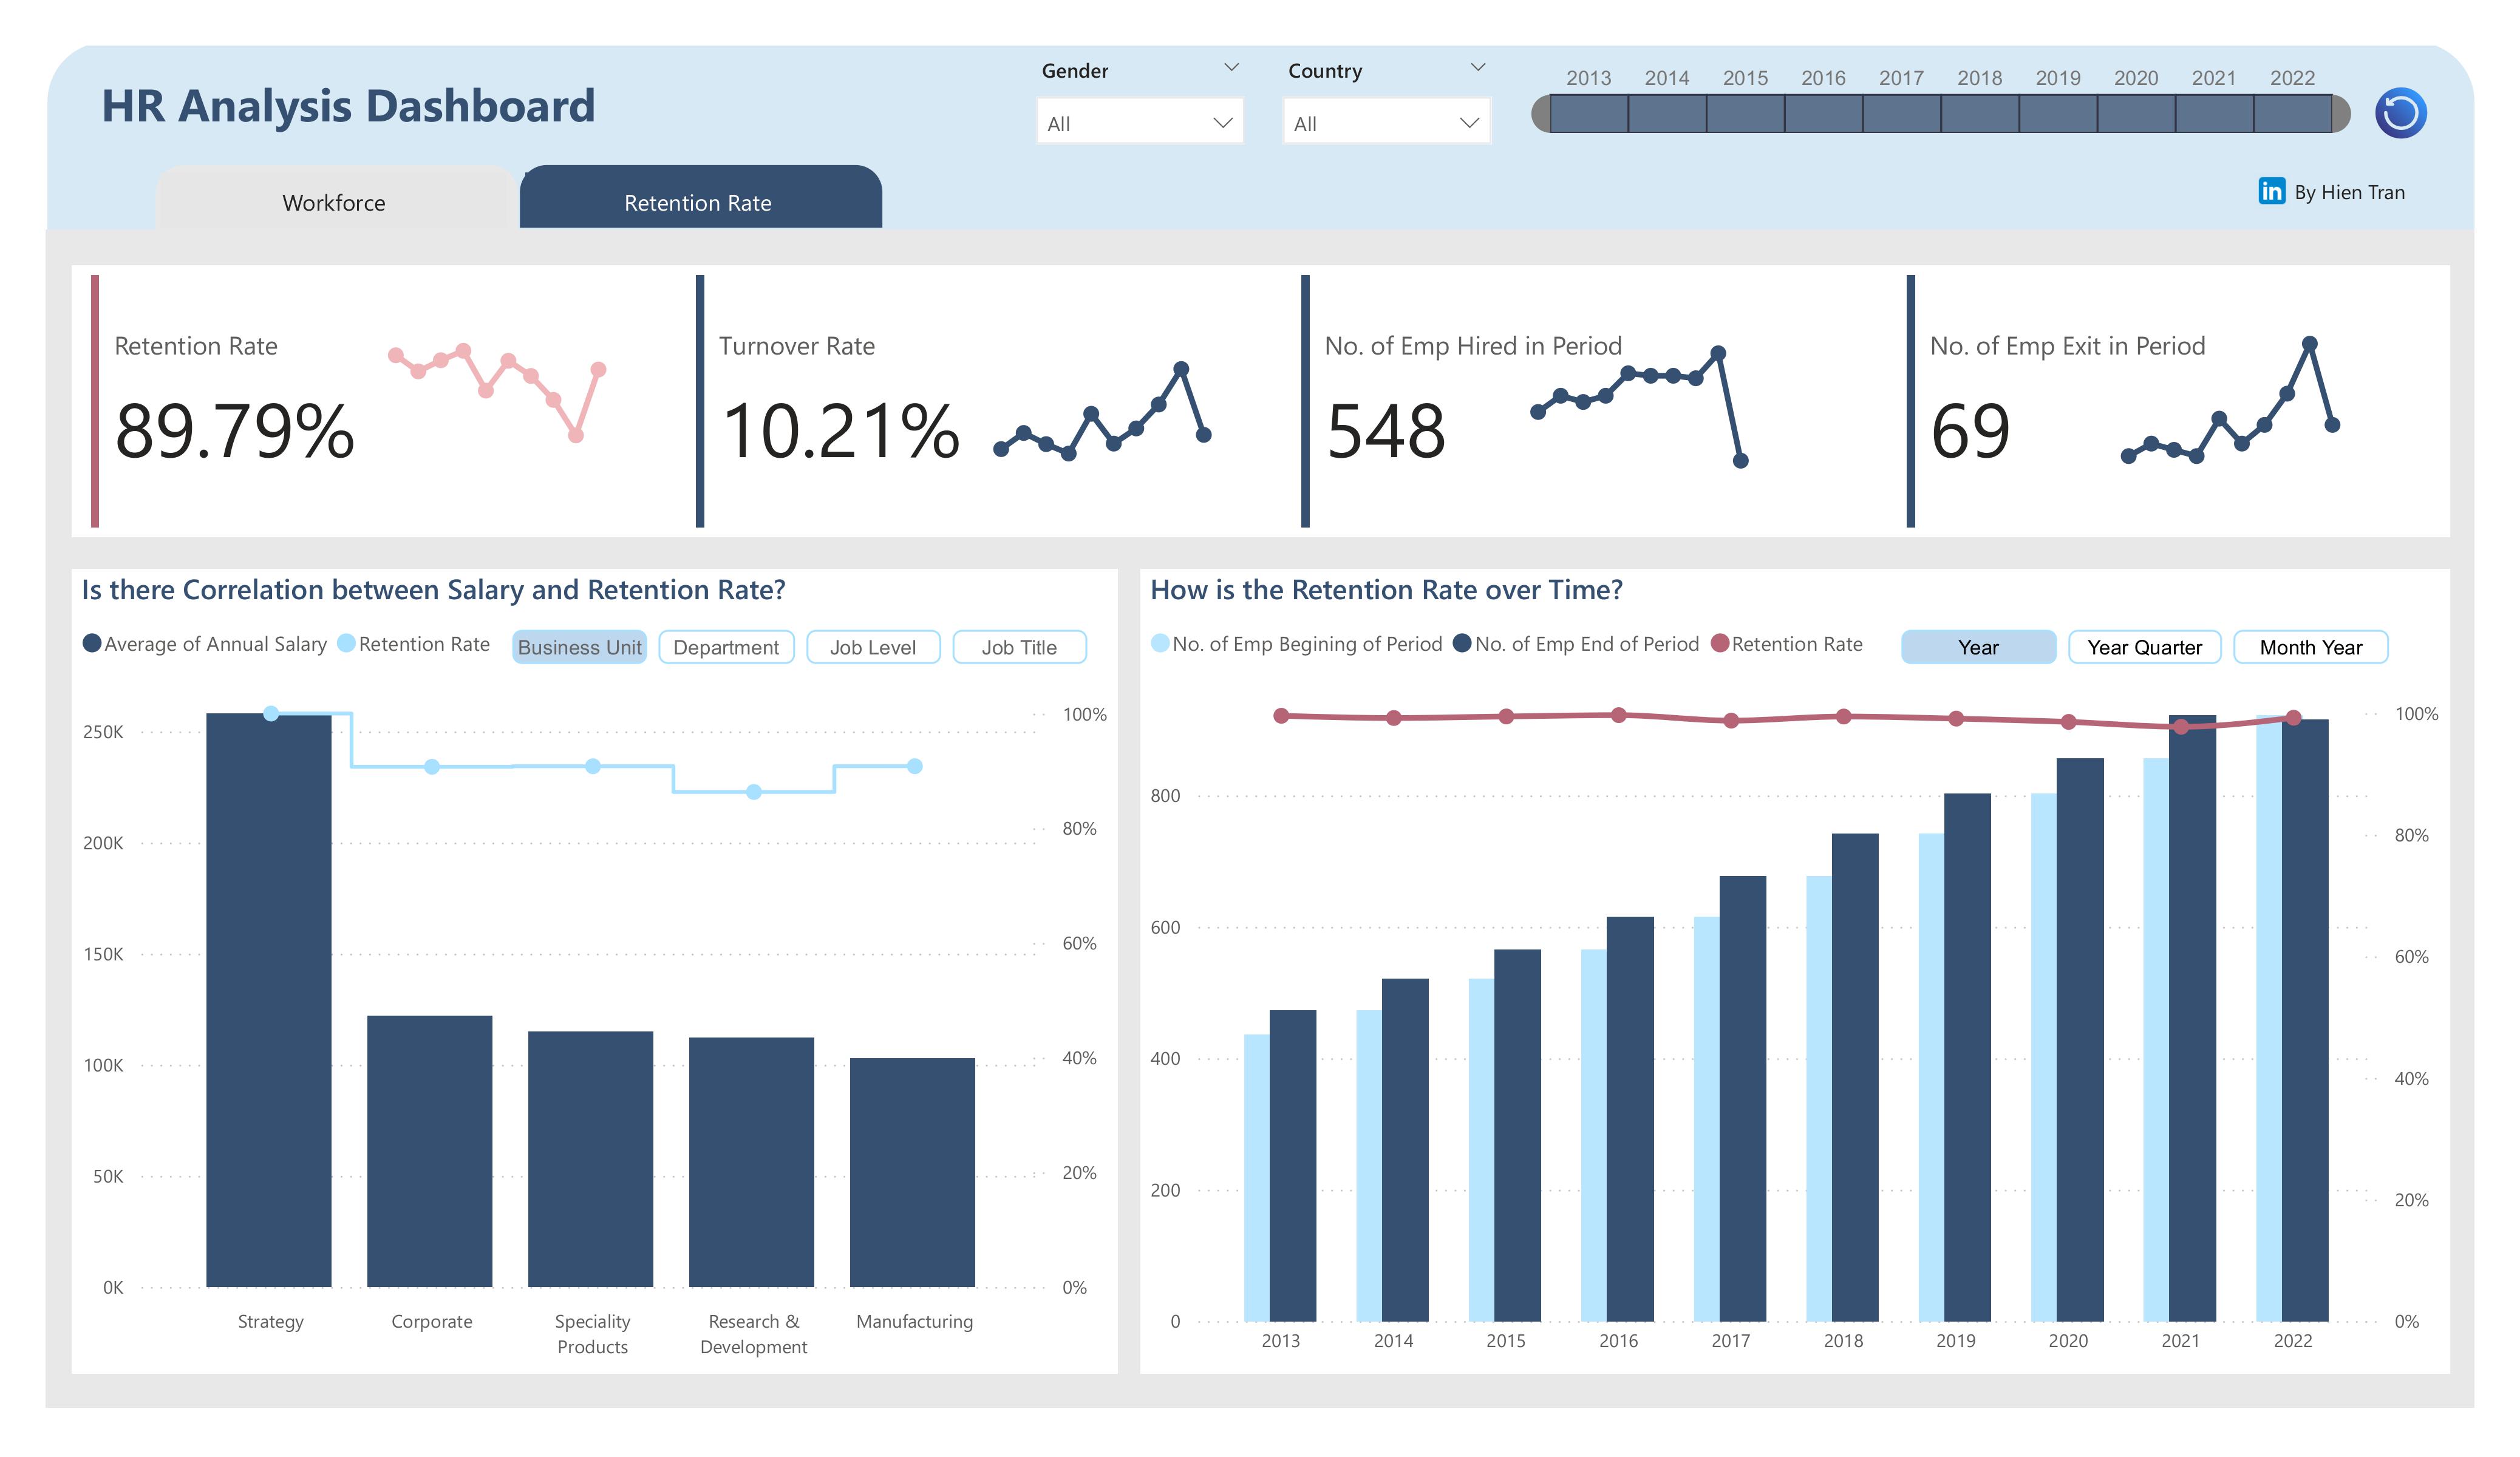 HR Analysis Dashboard
Gender
All
Country
All
2013 2014 2015 2016 2017 2018 2019 2020 2021 2022
Workforce
Retention Rate
in By Hien Tran
Retention Rate
89.79%
Turnover Rate
10.21%
No. of Emp Hired in Period
548
No. of Emp Exit in Period
69
Is there Correlation between Salary and Retention Rate?
Average of Annual Salary Retention Rate
Business Unit Department Job Level Job Title
250K
200K
150K
100K
50K
0K
100%
80%
60%
40%
20%
0%
Strategy
Corporate
Speciality
Products
Research &
Development
Manufacturing
How is the Retention Rate over Time?
No. of Emp Begining of Period No. of Emp End of Period Retention Rate
Year Year Quarter Month Year
800
600
400
200
0
100%
80%
60%
40%
20%
0%
2013 2014 2015 2016 2017 2018 2019 2020 2021 2022